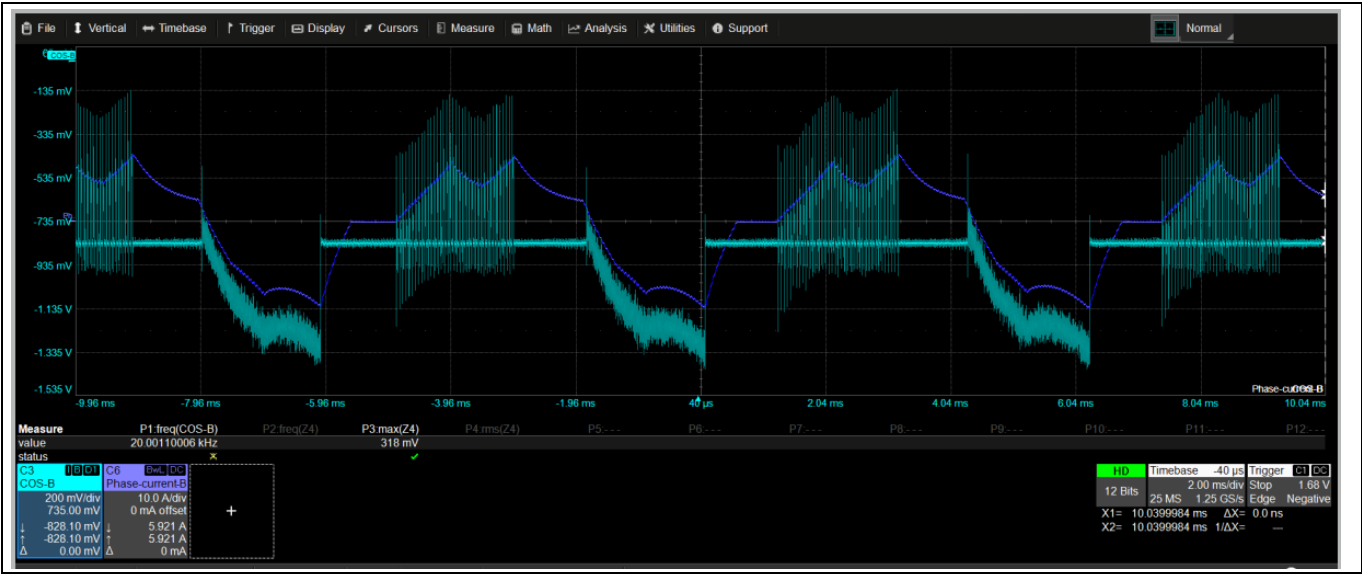 File Vertical Timebase Trigger Display Cursors Measure Math Analysis Utilities Support Normal
COS-B
-135 mV
-335 mV
-535 mV
-735 mV
-935 mV
-1.135 V
-1.335 V
-1.535 V
-9.96 ms -7.96 ms -5.96 ms -3.96 ms -1.96 ms 40 µs 2.04 ms 4.04 ms 6.04 ms 8.04 ms 10.04 ms
Measure P1:freq(COS-B) P2:freq(Z4) P3:max(Z4) P4:rms(Z4) P5:--- P6:--- P7:--- P8:--- P9:--- P10:--- P11:--- P12:---
value 20.00110006 kHz 318 mV
status
C3 B D1 C6 BwL DC
COS-B Phase-current-B
200 mV/div 10.0 A/div
735.00 mV 0 mA offset
↓ -828.10 mV ↓ 5.921 A
↑ -828.10 mV ↑ 5.921 A
Δ 0.00 mV Δ 0 mA
+
HD Timebase -40 µs Trigger C1 DC
12 Bits 2.00 ms/div Stop 1.68 V
25 MS 1.25 GS/s Edge Negative
X1= 10.0399984 ms ΔX= 0.0 ns
X2= 10.0399984 ms 1/ΔX= ---